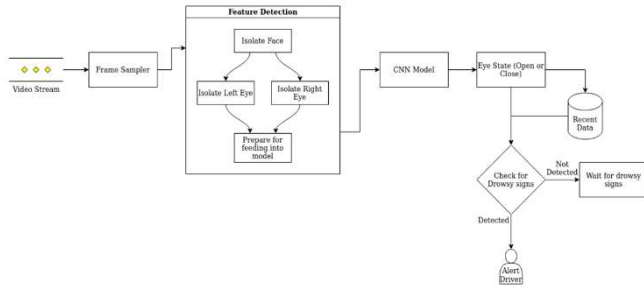 Feature Detection
Isolate Face
Isolate Left Eye
Isolate Right
Eye
Prepare for
feeding into
model
Video Stream
Frame Sampler
CNN Model
Eye State (Open or
Close)
Recent
Data
Check for
Drowsy signs
Not
Detected
Wait for drowsy
signs
Detected
Alert
Driver